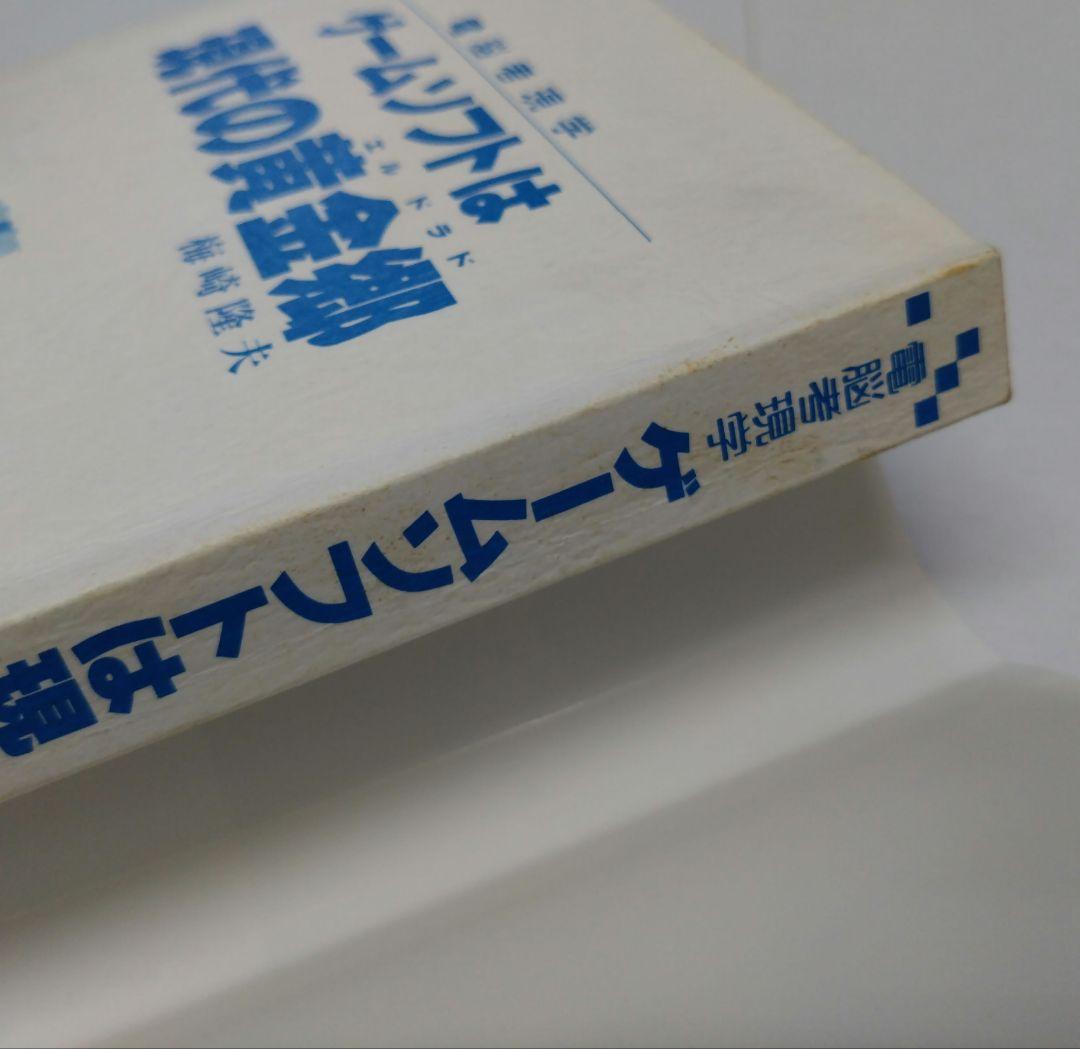 電脳考現学
ゲームソフトは
現代の黄金郷
エルドラド
梅崎隆夫
電脳考現学
ゲームソフトは現